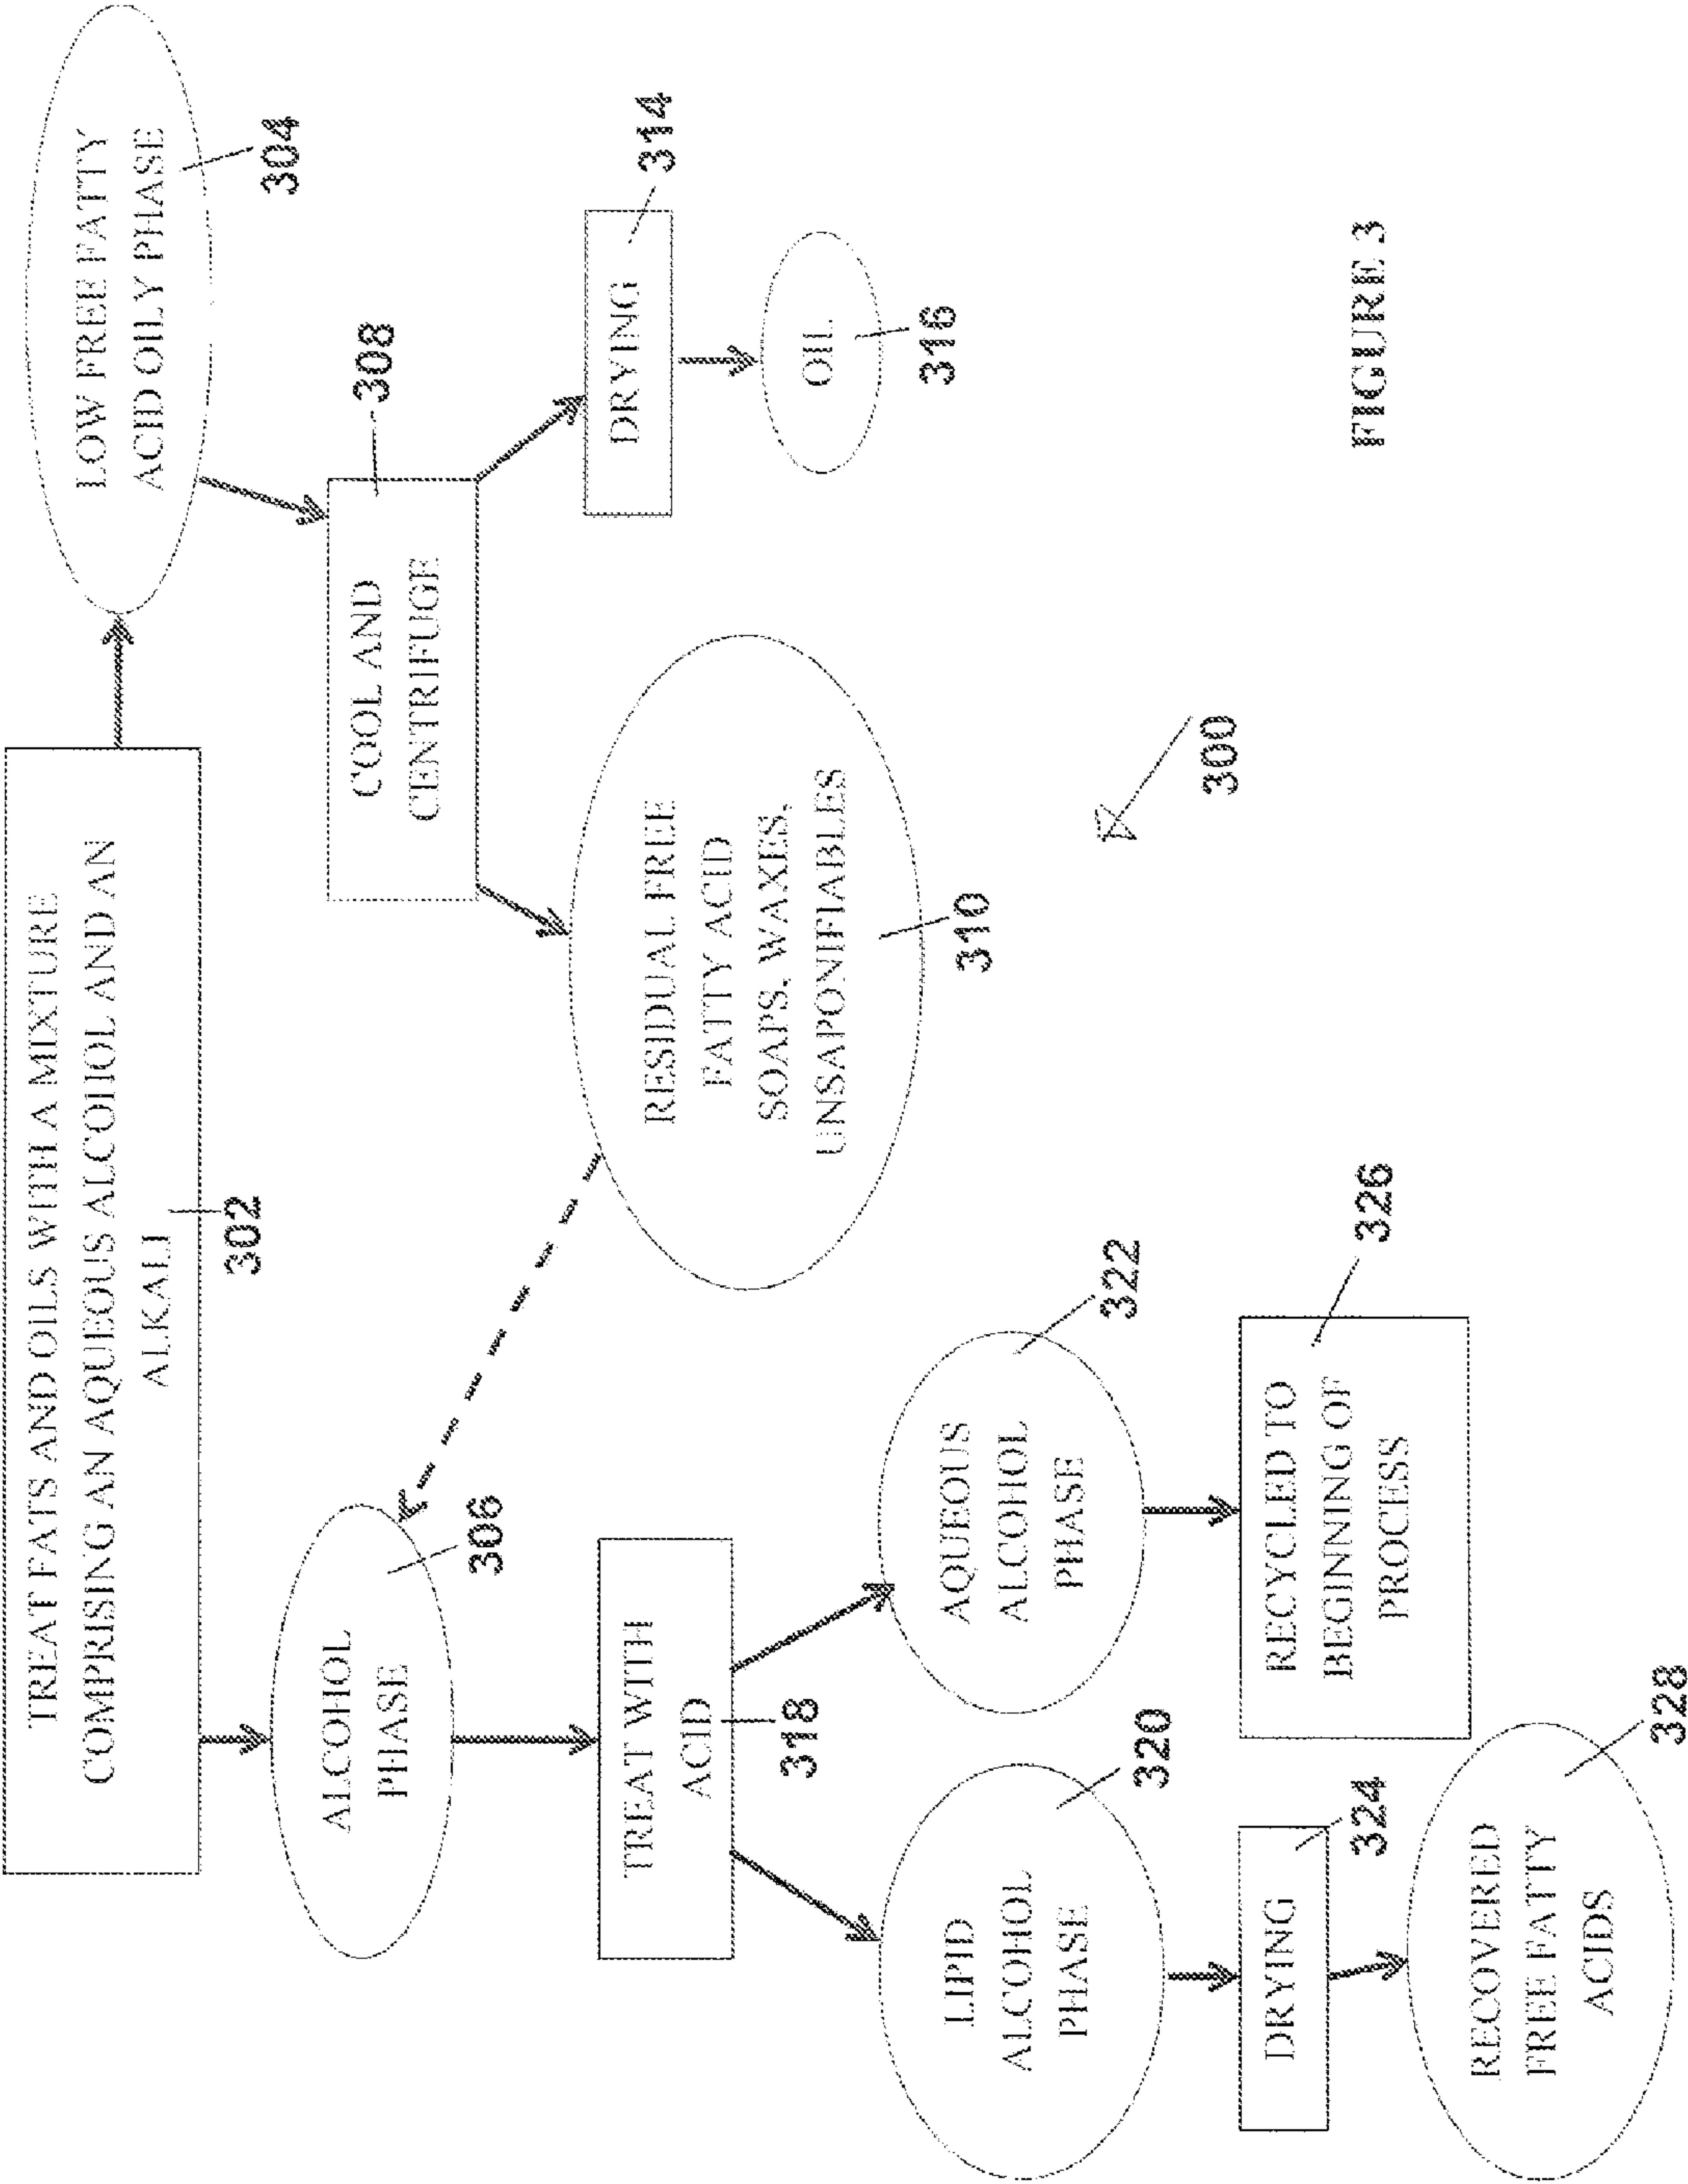 TREAT FATS AND OILS WITH A MIXTURE
COMPRISING AN AQUEOUS ALCOHOL AND AN
ALKALI
302
LOW FREE FATTY
ACID OILY PHASE
304
ALCOHOL
PHASE
306
COOL AND
CENTRIFUGE
308
RESIDUAL FREE
FATTY ACID
SOAPS, WAXES,
UNSAPONIFIABLES
310
DRYING
314
OIL
316
TREAT WITH
ACID
318
LIPID
ALCOHOL
PHASE
320
AQUEOUS
ALCOHOL
PHASE
322
DRYING
324
RECYCLED TO
BEGINNING OF
PROCESS
326
RECOVERED
FREE FATTY
ACIDS
328
300
FIGURE 3